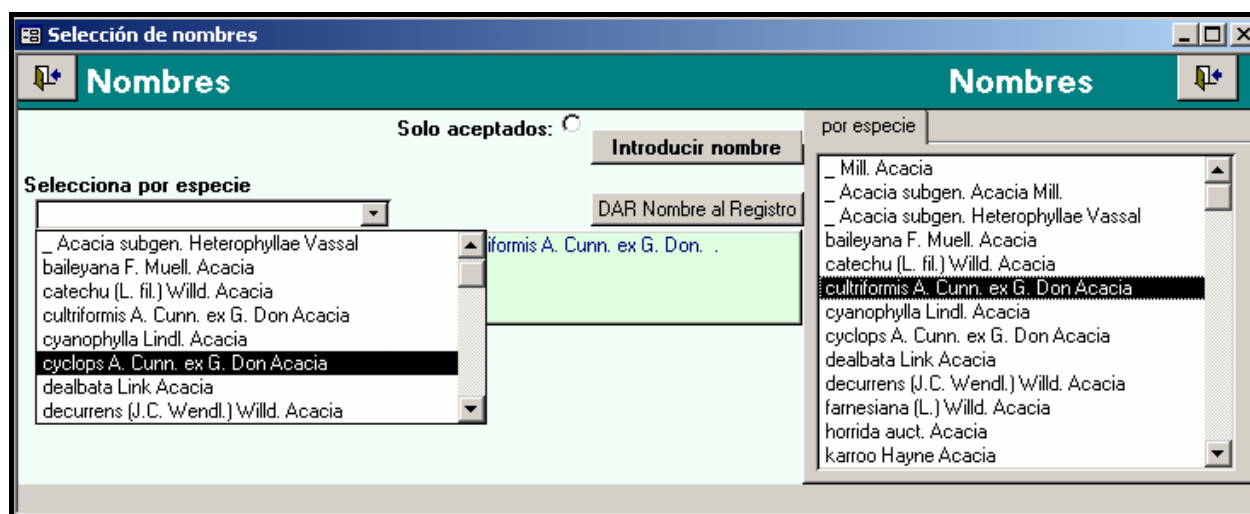 Selección de nombres
Nombres
Nombres
Solo aceptados:
Introducir nombre
Selecciona por especie
DAR Nombre al Registro
_ Acacia subgen. Heterophyllae Vassal
baileyana F. Muell. Acacia
catechu (L. fil.) Willd. Acacia
cultriformis A. Cunn. ex G. Don Acacia
cyanophylla Lindl. Acacia
cyclops A. Cunn. ex G. Don Acacia
dealbata Link Acacia
decurrens (J.C. Wendl.) Willd. Acacia
iformis A. Cunn. ex G. Don. .
por especie
_ Mill. Acacia
_ Acacia subgen. Acacia Mill.
_ Acacia subgen. Heterophyllae Vassal
baileyana F. Muell. Acacia
catechu (L. fil.) Willd. Acacia
cultriformis A. Cunn. ex G. Don Acacia
cyanophylla Lindl. Acacia
cyclops A. Cunn. ex G. Don Acacia
dealbata Link Acacia
decurrens (J.C. Wendl.) Willd. Acacia
farnesiana (L.) Willd. Acacia
horrida auct. Acacia
karroo Hayne Acacia